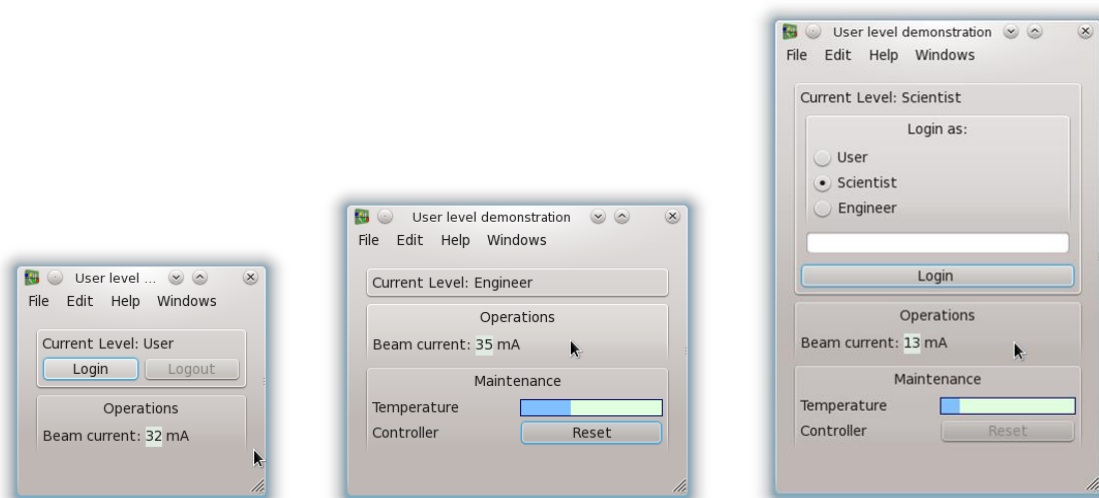 User level ...
File Edit Help Windows
Current Level: User
Login Logout
Operations
Beam current: 32 mA
User level demonstration
File Edit Help Windows
Current Level: Engineer
Operations
Beam current: 35 mA
Maintenance
Temperature
Controller Reset
User level demonstration
File Edit Help Windows
Current Level: Scientist
Login as:
User
Scientist
Engineer
Login
Operations
Beam current: 13 mA
Maintenance
Temperature
Controller Reset